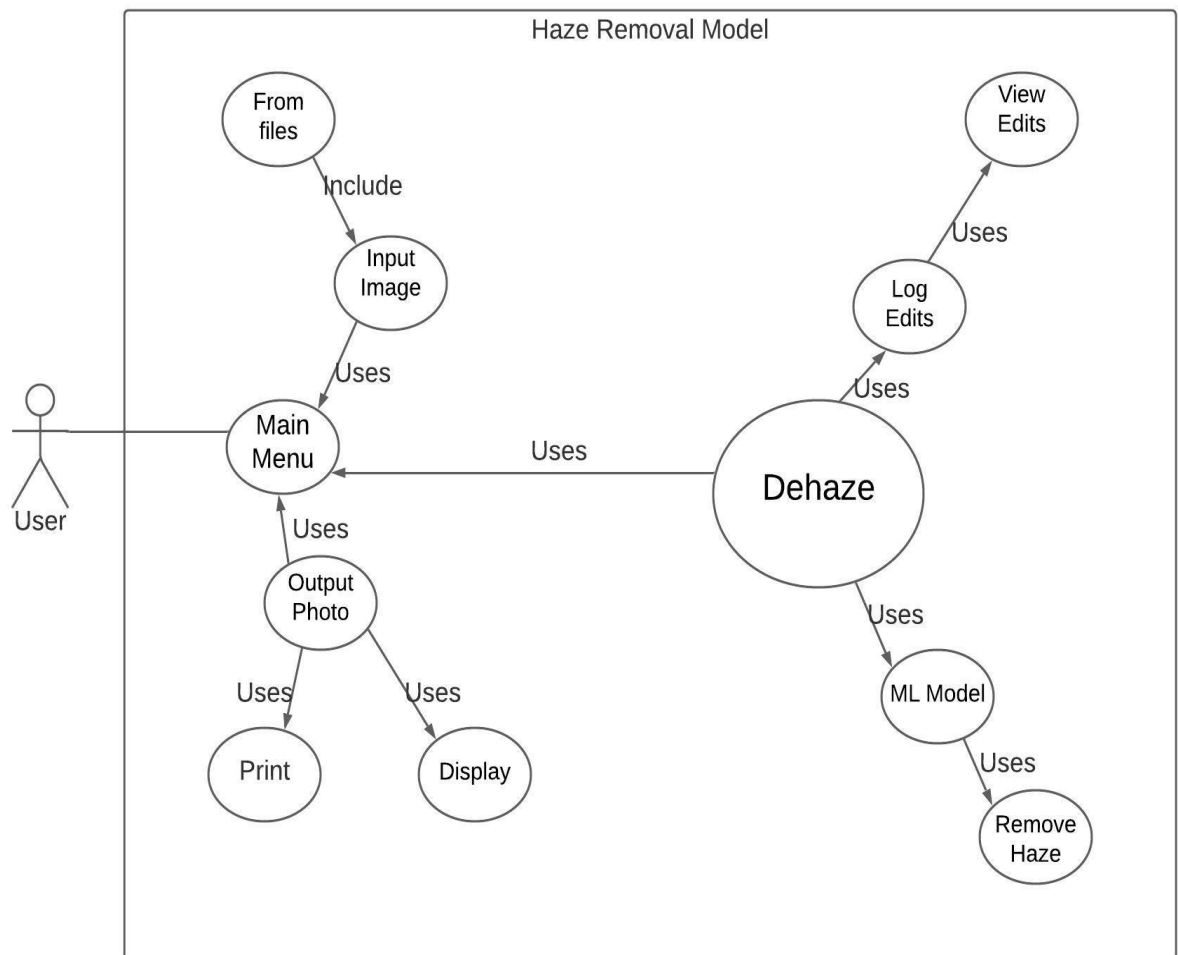 Haze Removal Model
From
files
View
Edits
Include
Uses
Input
Image
Log
Edits
Uses
Uses
Main
Menu
Uses
Dehaze
User
Uses
Output
Photo
Uses
Uses
Uses
ML Model
Print
Display
Uses
Remove
Haze